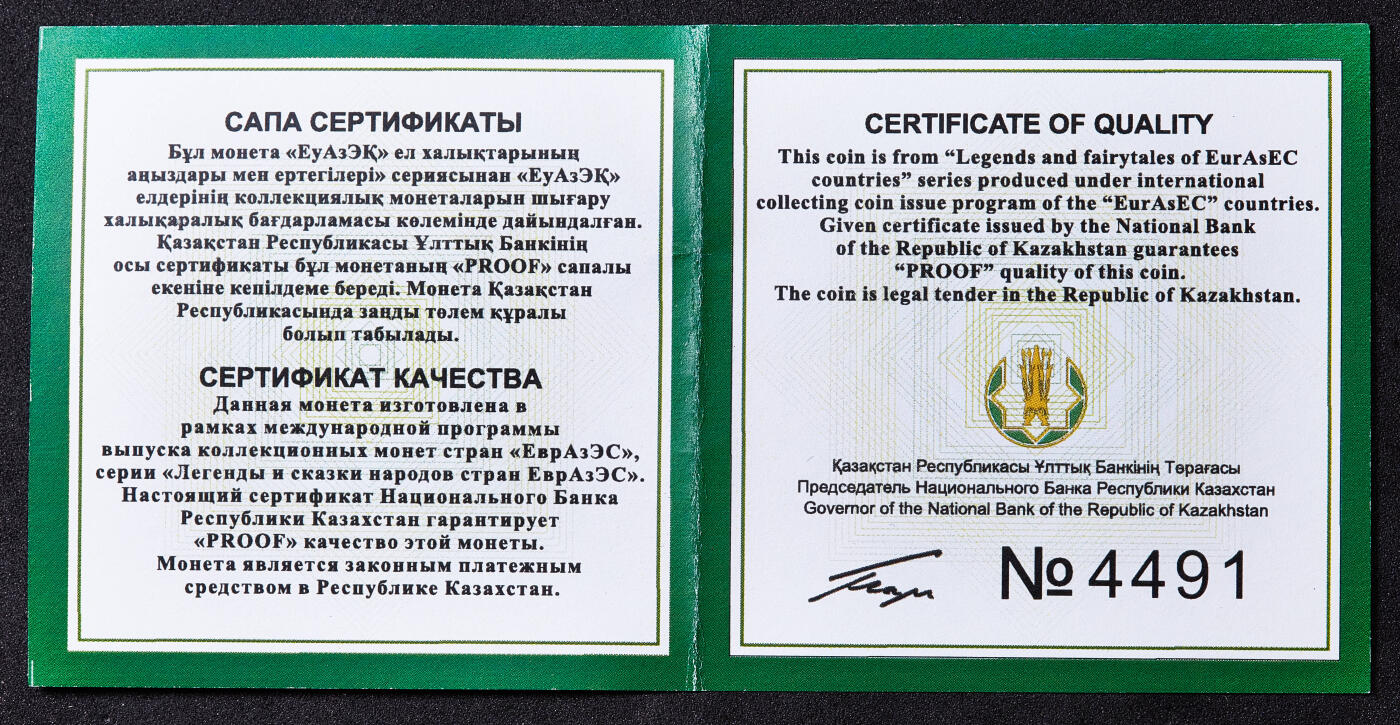 САПА СЕРТИФИКАТЫ
Бұл монета «ЕуАзЭҚ» ел халықтарының
аңыздары мен ертегілері» сериясынан «ЕуАзЭҚ»
елдерінің коллекциялық монеталарын шығару
халықаралық бағдарламасы көлемінде дайындалған.
Қазақстан Республикасы Ұлттық Банкінің
осы сертификаты бұл монетаның «PROOF» сапалы
екеніне кепілдеме береді. Монета Қазақстан
Республикасында заңды төлем құралы
болып табылады.
СЕРТИФИКАТ КАЧЕСТВА
Данная монета изготовлена в
рамках международной программы
выпуска коллекционных монет стран «ЕврАзЭС»,
серии «Легенды и сказки народов стран ЕврАзЭС».
Настоящий сертификат Национального Банка
Республики Казахстан гарантирует
«PROOF» качество этой монеты.
Монета является законным платежным
средством в Республике Казахстан.
CERTIFICATE OF QUALITY
This coin is from “Legends and fairytales of EurAsEC
countries” series produced under international
collecting coin issue program of the “EurAsEC” countries.
Given certificate issued by the National Bank
of the Republic of Kazakhstan guarantees
“PROOF” quality of this coin.
The coin is legal tender in the Republic of Kazakhstan.
Қазақстан Республикасы Ұлттық Банкінің Төрағасы
Председатель Национального Банка Республики Казахстан
Governor of the National Bank of the Republic of Kazakhstan
№ 4491